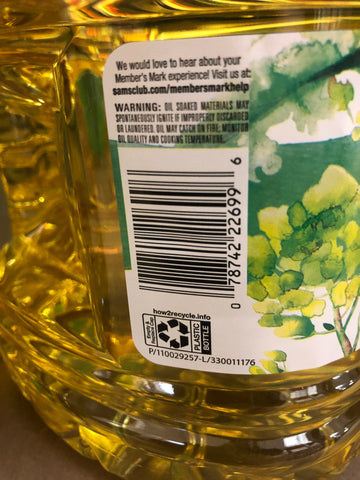 We would love to hear about your
Member's Mark experience! Visit us at:
samsclub.com/membersmarkhelp
WARNING: OIL SOAKED MATERIALS MAY
SPONTANEOUSLY IGNITE IF IMPROPERLY DISCARDED
OR LAUNDERED. OIL MAY CATCH ON FIRE, MONITOR
OIL QUALITY AND COOKING TEMPERATURE.
0 78742 22699 6
how2recycle.info
PLASTIC
BOTTLE
P/110029257-L/330011176